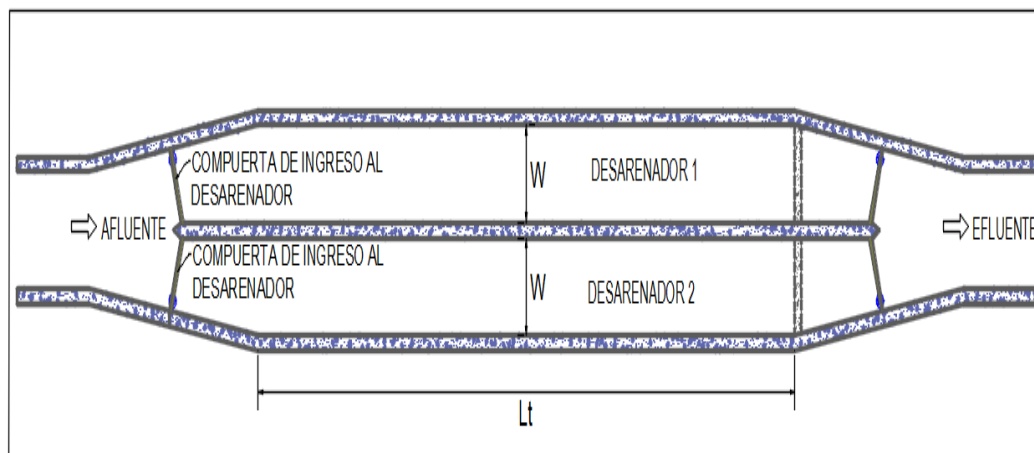 COMPUERTA DE INGRESO AL
DESARENADOR
W
DESARENADOR 1
AFLUENTE
EFLUENTE
COMPUERTA DE INGRESO AL
DESARENADOR
W
DESARENADOR 2
Lt